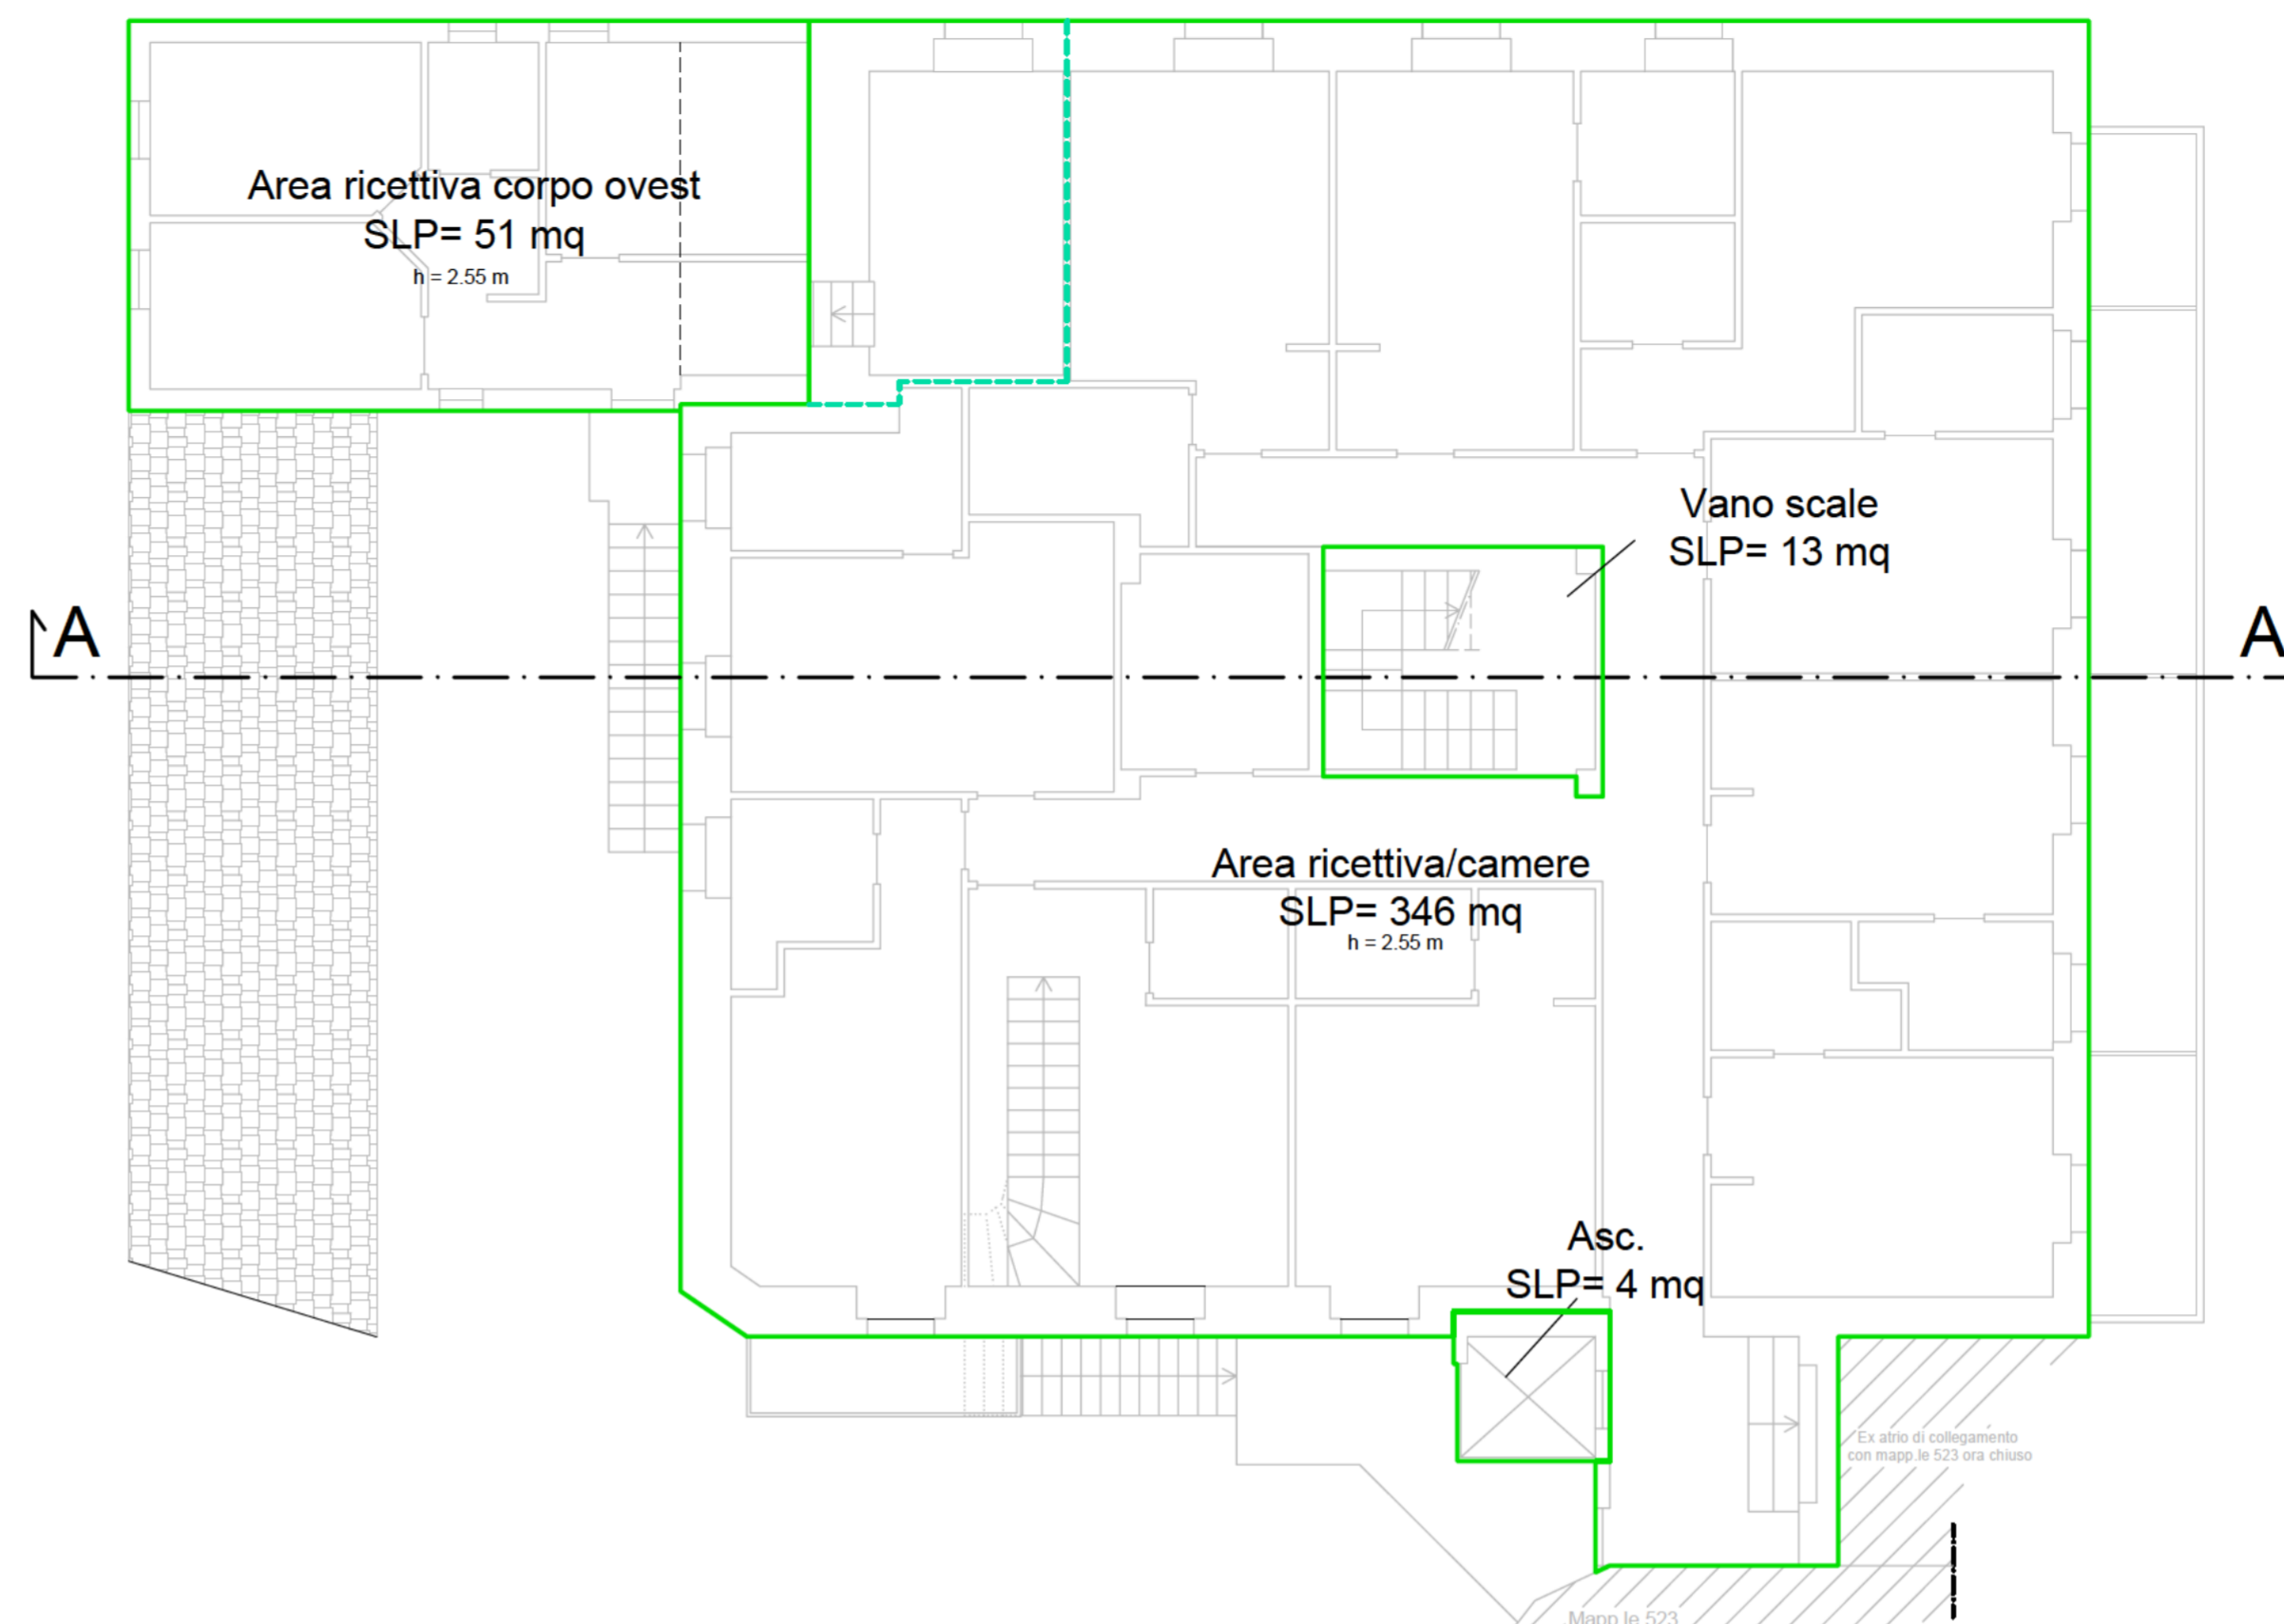 Area ricettiva corpo ovest
SLP= 51 mq
h = 2.55 m
Vano scale
SLP= 13 mq
A
A
Area ricettiva/camere
SLP= 346 mq
h = 2.55 m
Asc.
SLP= 4 mq
Ex atrio di collegamento
con mapp.le 523 ora chiuso
Mapp.le 523